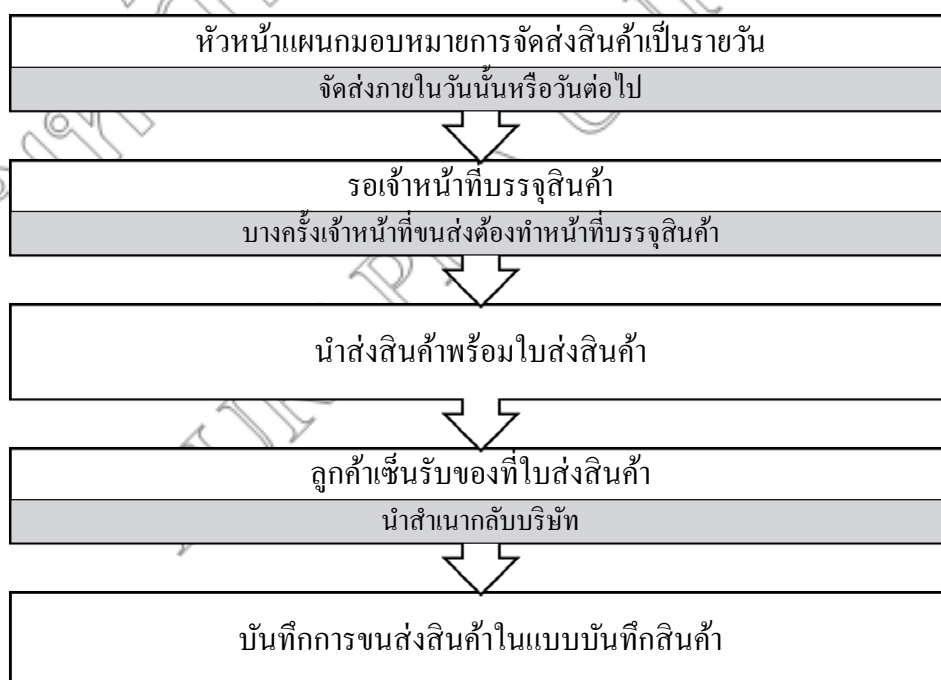 หัวหน้าแผนกมอบหมายการจัดส่งสินค้าเป็นรายวัน
จัดส่งภายในวันนั้นหรือวันต่อไป
รอเจ้าหน้าที่บรรจุสินค้า
บางครั้งเจ้าหน้าที่ขนส่งต้องทำหน้าที่บรรจุสินค้า
นำส่งสินค้าพร้อมใบส่งสินค้า
ลูกค้าเซ็นรับของที่ใบส่งสินค้า
นำสำเนากลับบริษัท
บันทึกการขนส่งสินค้าในแบบบันทึกสินค้า